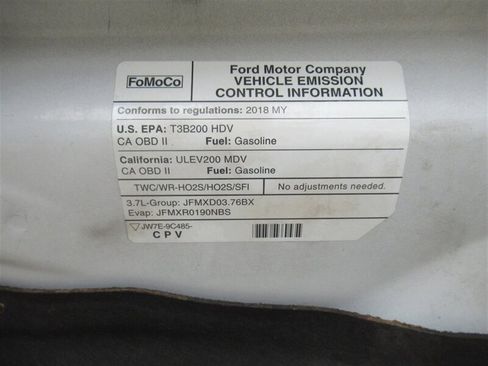 FoMoCo
Ford Motor Company
VEHICLE EMISSION
CONTROL INFORMATION
Conforms to regulations: 2018 MY
U.S. EPA: T3B200 HDV
CA OBD II Fuel: Gasoline
California: ULEV200 MDV
CA OBD II Fuel: Gasoline
TWC/WR-HO2S/HO2S/SFI No adjustments needed.
3.7L-Group: JFMXD03.76BX
Evap: JFMXR0190NBS
JW7E-9C485-
C P V